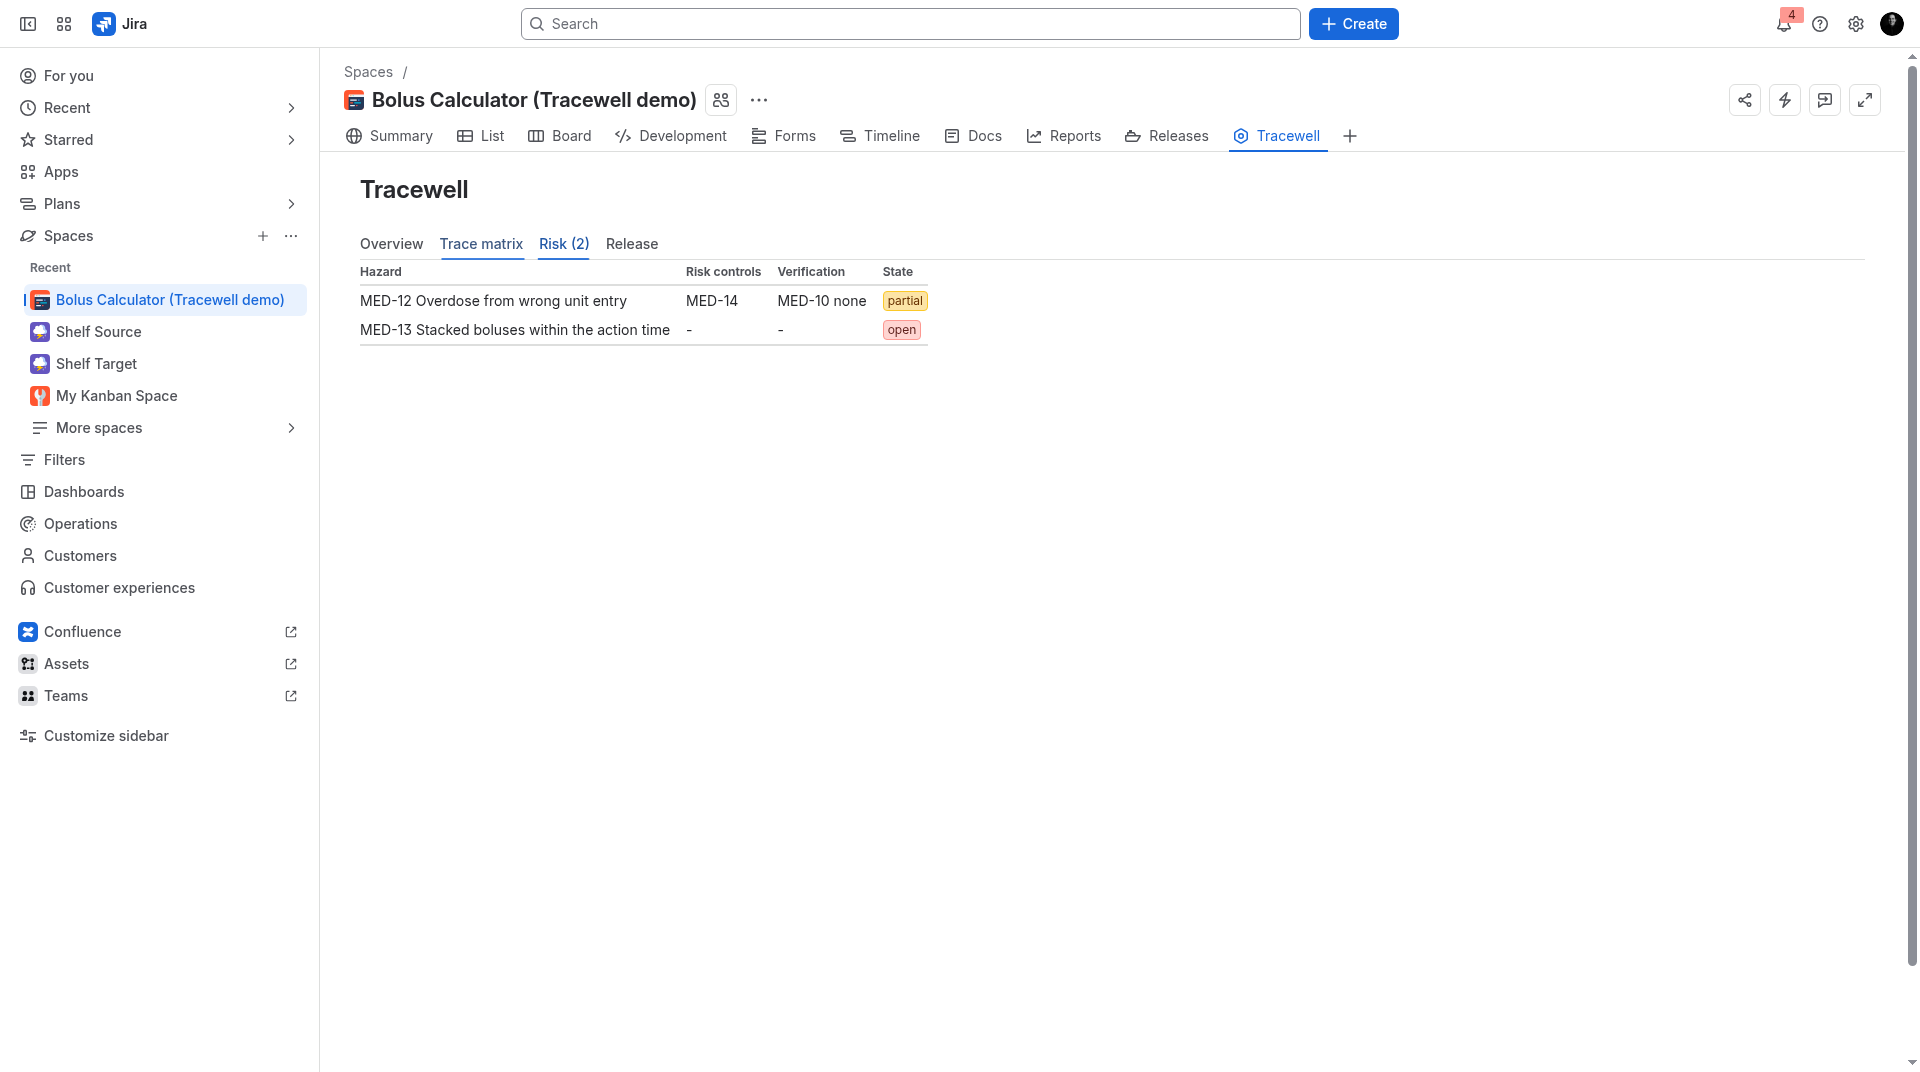 Jira
Search
Create
4
For you
Recent
Starred
Apps
Plans
Spaces
Recent
Bolus Calculator (Tracewell demo)
Shelf Source
Shelf Target
My Kanban Space
More spaces
Filters
Dashboards
Operations
Customers
Customer experiences
Confluence
Assets
Teams
Customize sidebar
Spaces /
Bolus Calculator (Tracewell demo)
Summary List Board Development Forms Timeline Docs Reports Releases Tracewell
Tracewell
Overview Trace matrix Risk (2) Release
Hazard Risk controls Verification State
MED-12 Overdose from wrong unit entry MED-14 MED-10 none partial
MED-13 Stacked boluses within the action time - - open